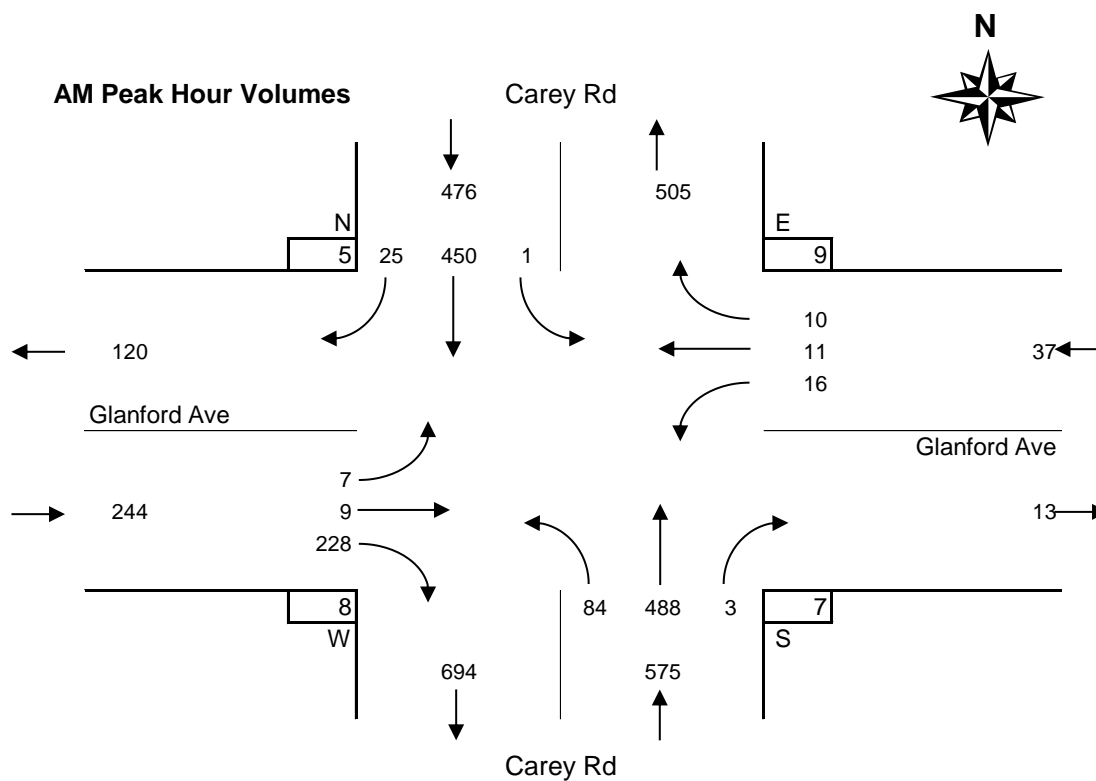 N
AM Peak Hour Volumes Carey Rd
476 505
N E
5 25 450 1 9
10
120 11 37
16
Glanford Ave
Glanford Ave
7
244 9 13
228
8 84 488 3 7
W S
694 575
Carey Rd